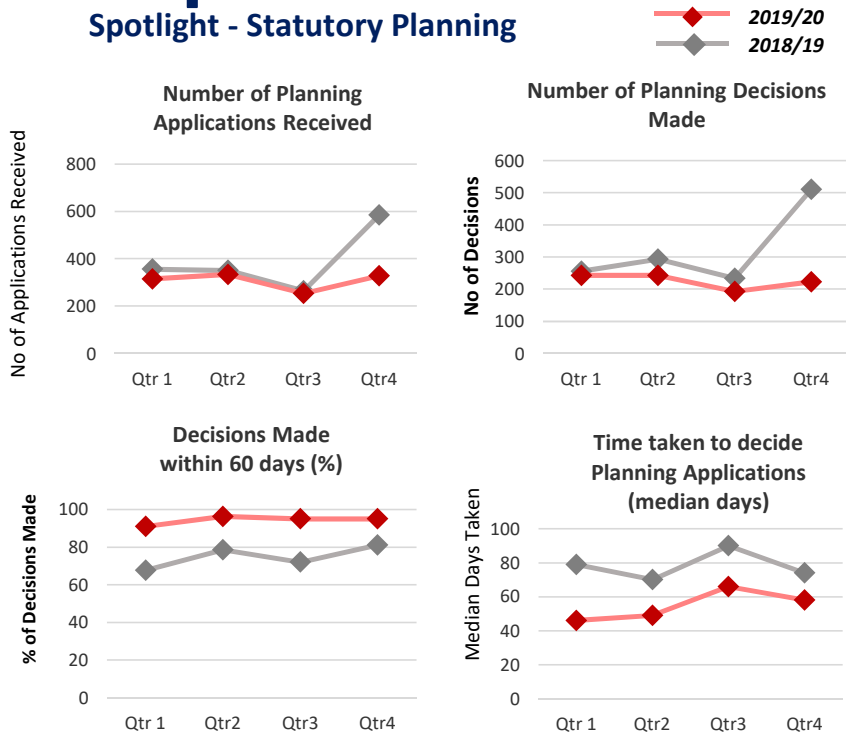 Spotlight - Statutory Planning
2019/20
2018/19
Number of Planning
Applications Received
No of Applications Received
800
600
400
200
0
Qtr 1 Qtr2 Qtr3 Qtr4
Number of Planning Decisions
Made
No of Decisions
600
500
400
300
200
100
0
Qtr 1 Qtr2 Qtr3 Qtr4
Decisions Made
within 60 days (%)
% of Decisions Made
100
80
60
40
20
0
Qtr 1 Qtr2 Qtr3 Qtr4
Time taken to decide
Planning Applications
(median days)
Median Days Taken
100
80
60
40
20
0
Qtr 1 Qtr2 Qtr3 Qtr4